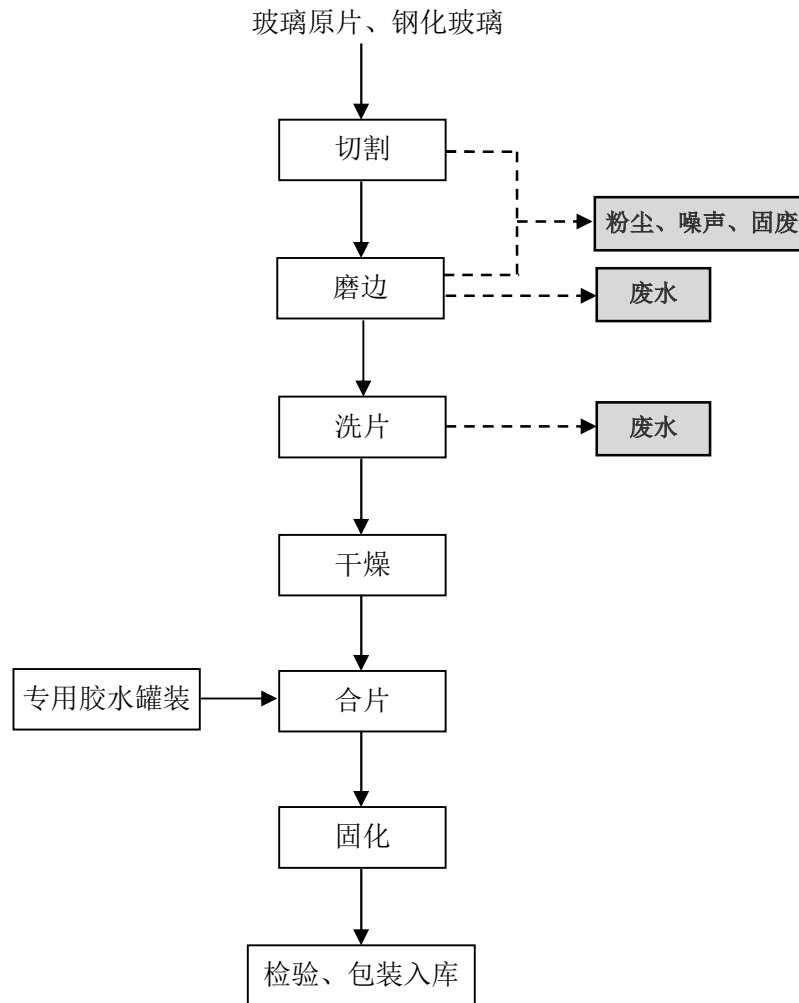 玻璃原片、钢化玻璃
切割
粉尘、噪声、固废
磨边
废水
洗片
废水
干燥
专用胶水罐装
合片
固化
检验、包装入库